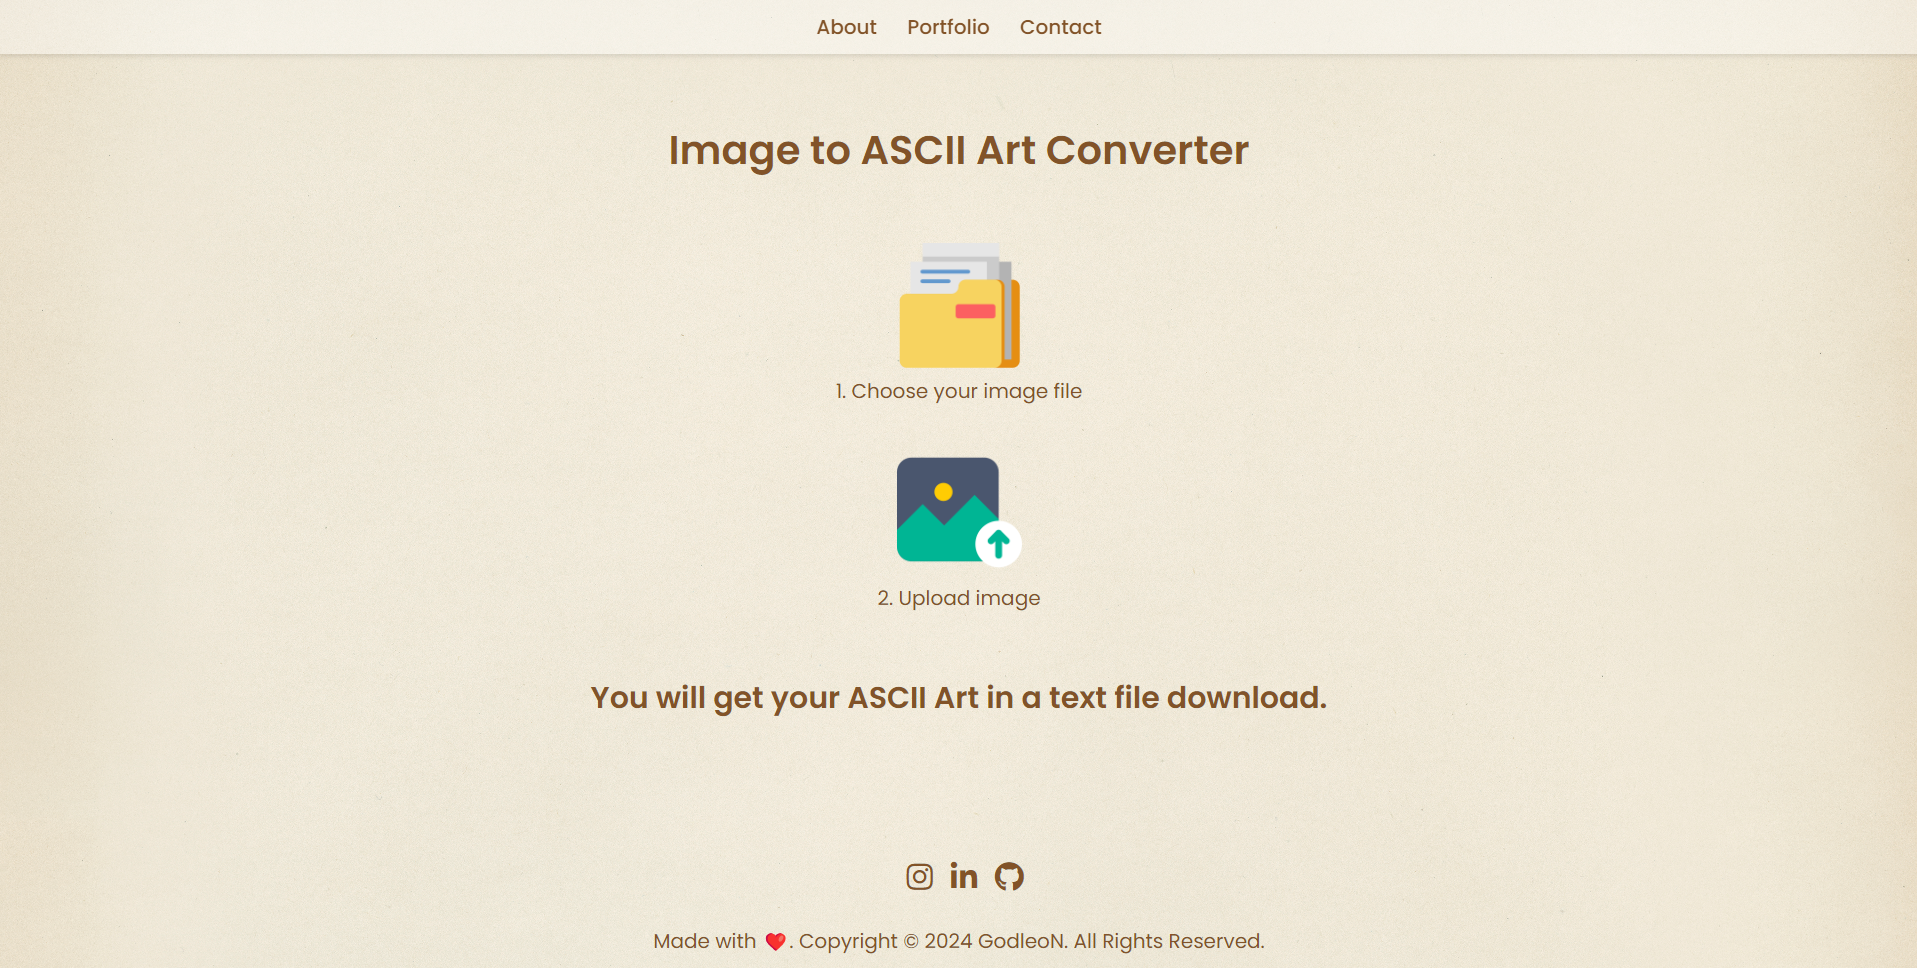 About Portfolio Contact
Image to ASCII Art Converter
1. Choose your image file
2. Upload image
You will get your ASCII Art in a text file download.
in
Made with ❤️. Copyright © 2024 GodleoN. All Rights Reserved.